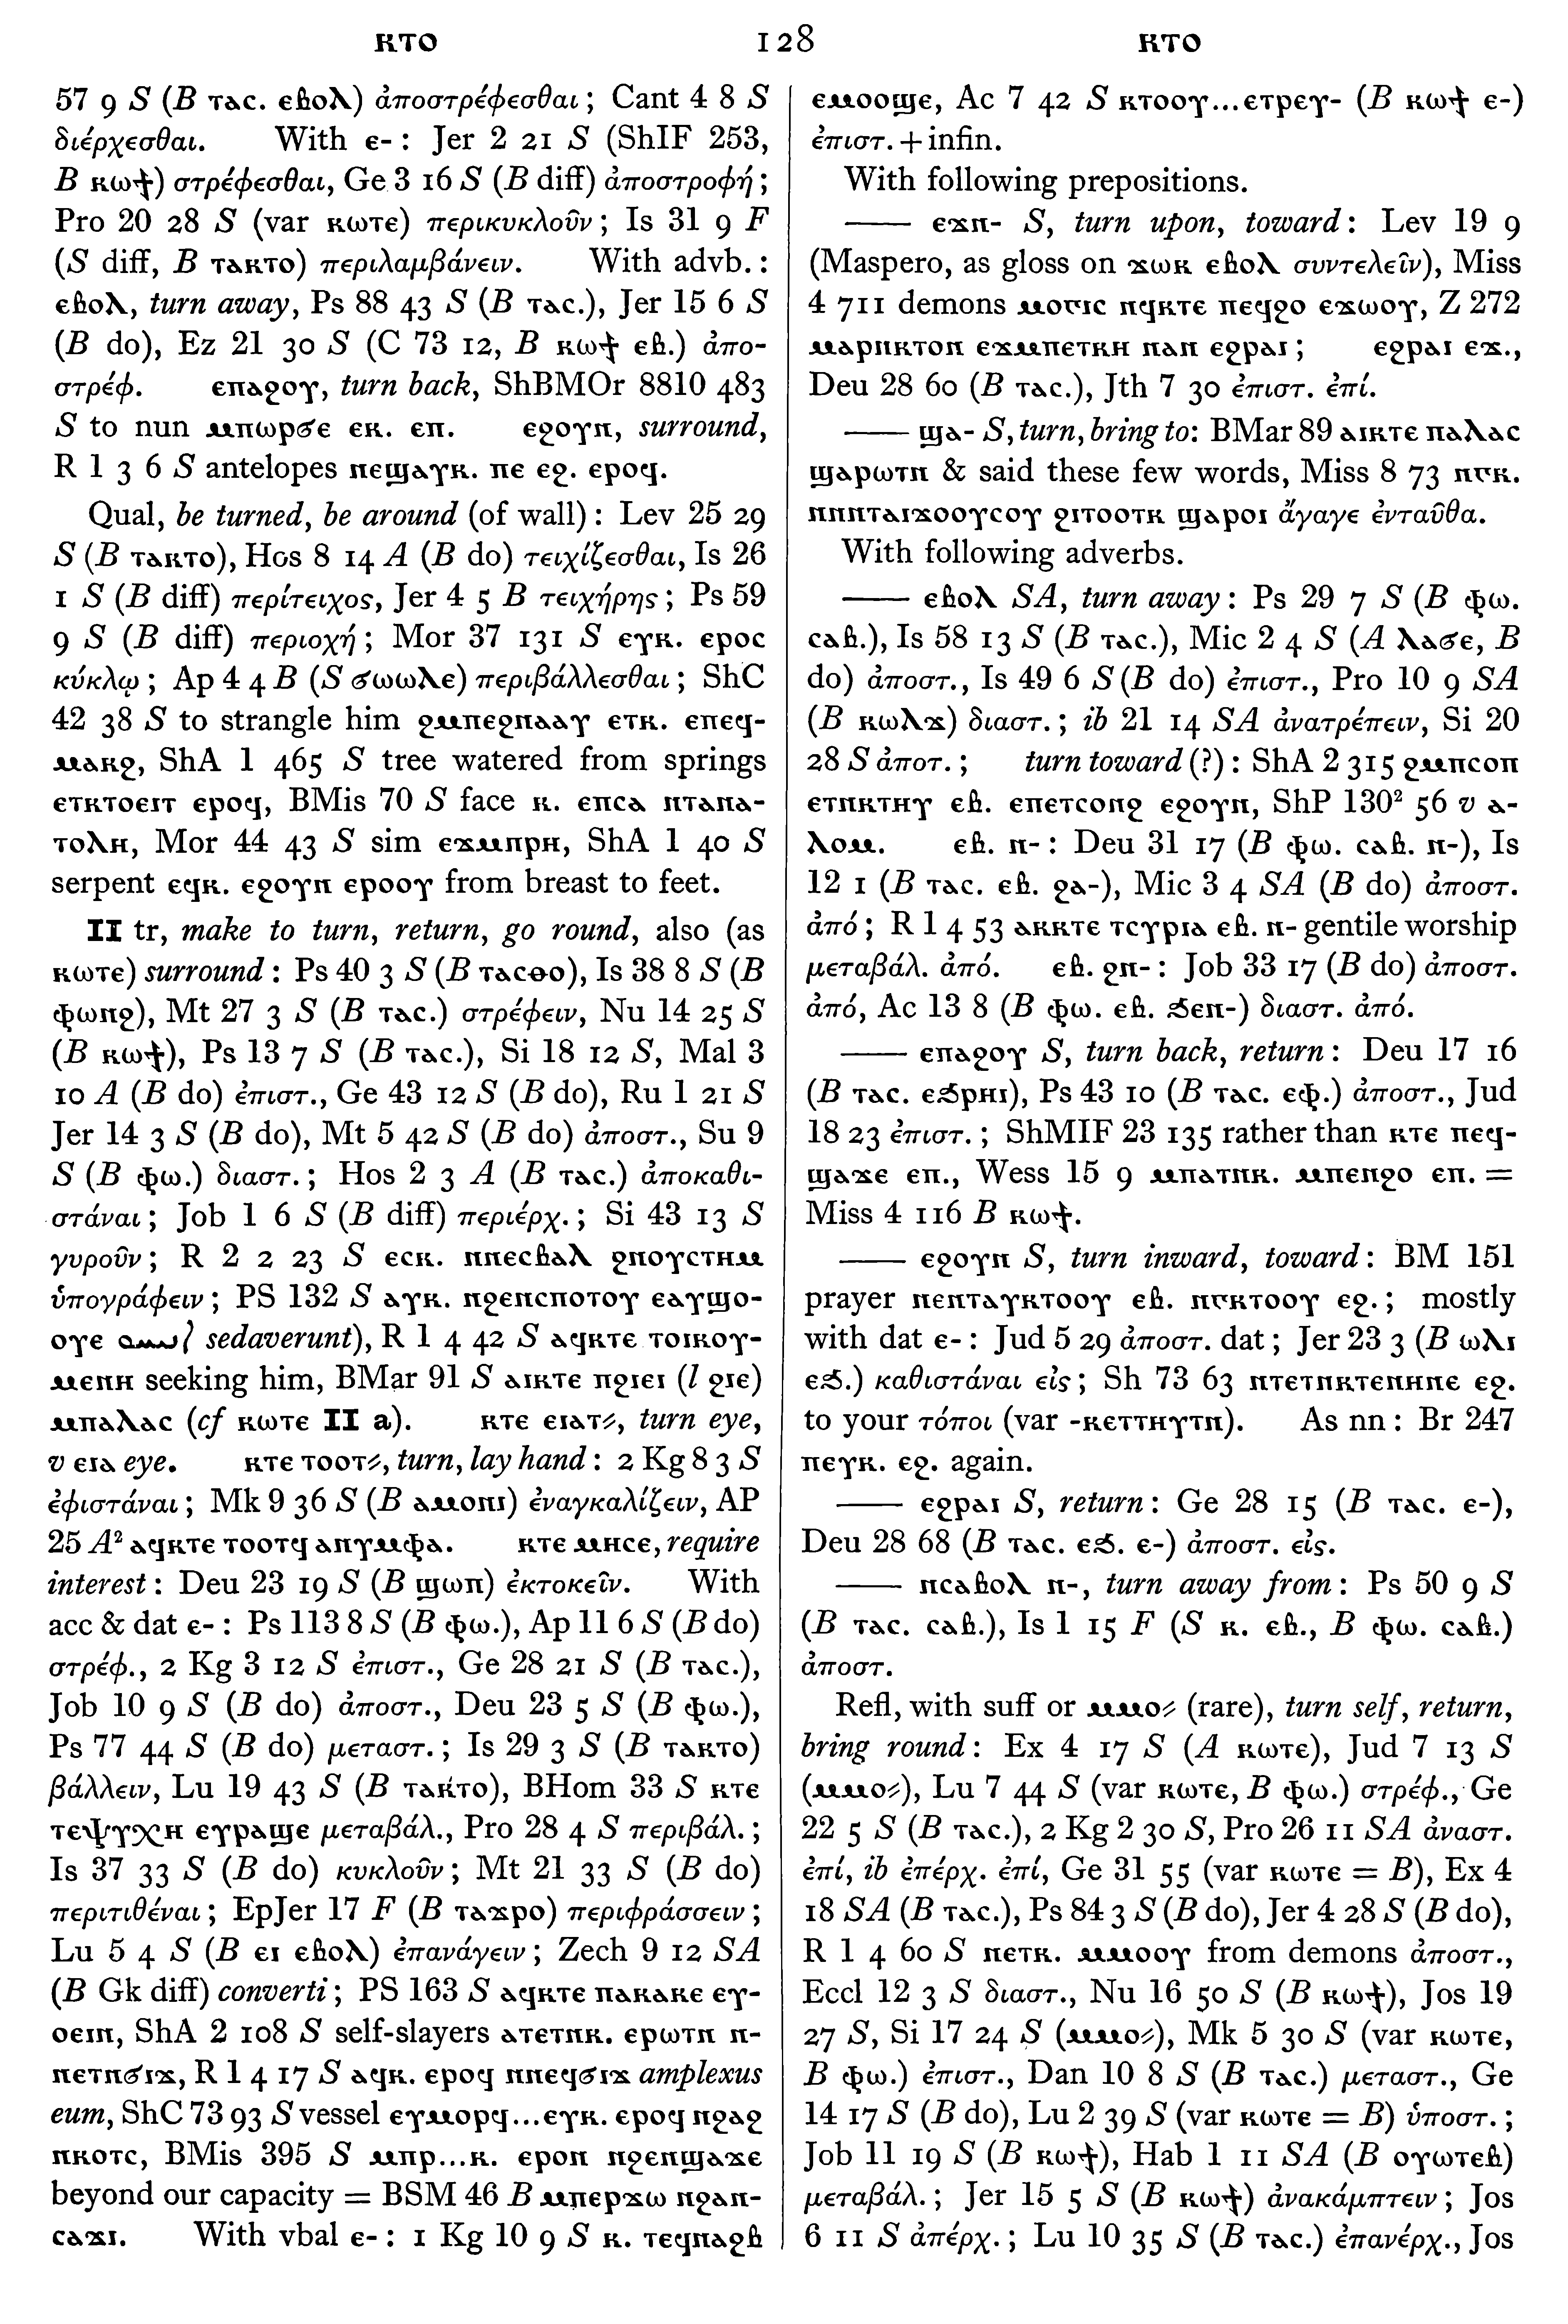 ⲕⲧⲟ 128 ⲕⲧⲟ
57 9 S (B ⲧⲁⲥ. ⲉⲃⲟⲗ) ἀποστρέφεσθαι; Cant 4 8 S
διέρχεσθαι. With ⲉ-: Jer 2 21 S (ShIF 253,
B ⲕⲱϯ) στρέφεσθαι, Ge 3 16 S (B diff) ἀποστροφή;
Pro 20 28 S (var ⲕⲱⲧⲉ) περικυκλοῦν; Is 31 9 F
(S diff, B ⲧⲁⲕⲧⲟ) περιλαμβάνειν. With advb.:
ⲉⲃⲟⲗ, turn away, Ps 88 43 S (B ⲧⲁⲥ.), Jer 15 6 S
(B do), Ez 21 30 S (C 73 12, B ⲕⲱϯ ⲉⲃ.) ἀπο-
στρέφ. ⲉⲡⲁϩⲟⲩ, turn back, ShBMOr 8810 483
S to nun ⲙⲡⲱⲣϭⲉ ⲉⲕ. ⲉⲡ. ⲉϩⲟⲩⲛ, surround,
R 1 3 6 S antelopes ⲛⲉϣⲁⲩⲕ. ⲡⲉ ⲉϩ. ⲉⲣⲟϥ.
Qual, be turned, be around (of wall): Lev 25 29
S (B ⲧⲁⲕⲧⲟ), Hos 8 14 A (B do) τειχίζεσθαι, Is 26
1 S (B diff) περίτειχος, Jer 4 5 B τειχήρης; Ps 59
9 S (B diff) περιοχή; Mor 37 131 S ⲉⲩⲕ. ⲉⲣⲟⲥ
κύκλῳ; Ap 4 4 B (S ϭⲱⲱⲗⲉ) περιβάλλεσθαι; ShC
42 38 S to strangle him ϩⲙⲡⲉϩⲛⲁⲁⲩ ⲉⲧⲕ. ⲉⲡⲉϥ-
ⲙⲁⲕϩ, ShA 1 465 S tree watered from springs
ⲉⲧⲕⲧⲟⲉⲓⲧ ⲉⲣⲟϥ, BMis 70 S face ⲕ. ⲉⲡⲥⲁ ⲛⲧⲁⲛⲁ-
ⲧⲟⲗⲏ, Mor 44 43 S sim ⲉϫⲙⲡⲣⲏ, ShA 1 40 S
serpent ⲉϥⲕ. ⲉϩⲟⲩⲛ ⲉⲣⲟⲟⲩ from breast to feet.
II tr, make to turn, return, go round, also (as
ⲕⲱⲧⲉ) surround: Ps 40 3 S (B ⲧⲁⲥⲑⲟ), Is 38 8 S (B
ⲫⲱⲛϩ), Mt 27 3 S (B ⲧⲁⲥ.) στρέφειν, Nu 14 25 S
(B ⲕⲱϯ), Ps 13 7 S (B ⲧⲁⲥ.), Si 18 12 S, Mal 3
10 A (B do) ἐπιστ., Ge 43 12 S (B do), Ru 1 21 S
Jer 14 3 S (B do), Mt 5 42 S (B do) ἀποστ., Su 9
S (B ⲫⲱ.) διαστ.; Hos 2 3 A (B ⲧⲁⲥ.) ἀποκαθι-
στάναι; Job 1 6 S (B diff) περιέρχ.; Si 43 13 S
γυροῦν; R 2 2 23 S ⲉⲥⲕ. ⲛⲛⲉⲥⲃⲁⲗ ϩⲛⲟⲩⲥⲧⲏⲙ
ὑπογράφειν; PS 132 S ⲁⲩⲕ. ⲛϩⲉⲛⲥⲡⲟⲧⲟⲩ ⲉⲁⲩϣⲟ-
ⲟⲩⲉ sedaverunt), R 1 4 42 S ⲁϥⲕⲧⲉ ⲧⲟⲓⲕⲟⲩ-
ⲙⲉⲛⲏ seeking him, BMar 91 S ⲁⲓⲕⲧⲉ ⲡϩⲓⲉⲓ (l ϩⲓⲉ)
ⲙⲡⲁⲗⲁⲥ (cf ⲕⲱⲧⲉ II a). ⲕⲧⲉ ⲉⲓⲁⲧ⸗, turn eye,
v ⲉⲓⲁ eye. ⲕⲧⲉ ⲧⲟⲟⲧ⸗, turn, lay hand: 2 Kg 8 3 S
ἐφιστάναι; Mk 9 36 S (B ⲁⲙⲟⲛⲓ) ἐναγκαλίζειν, AP
25 A² ⲁϥⲕⲧⲉ ⲧⲟⲟⲧϥ ⲁⲛⲩⲙⲫⲁ. ⲕⲧⲉ ⲙⲏⲥⲉ, require
interest: Deu 23 19 S (B ϣⲱⲡ) ἐκτοκεῖν. With
acc & dat ⲉ-: Ps 113 8 S (B ⲫⲱ.), Ap 11 6 S (B do)
στρέφ., 2 Kg 3 12 S ἐπιστ., Ge 28 21 S (B ⲧⲁⲥ.),
Job 10 9 S (B do) ἀποστ., Deu 23 5 S (B ⲫⲱ.),
Ps 77 44 S (B do) μεταστ.; Is 29 3 S (B ⲧⲁⲕⲧⲟ)
βάλλειν, Lu 19 43 S (B ⲧⲁⲕⲧⲟ), BHom 33 S ⲕⲧⲉ
ⲧⲉⲯⲩⲭⲏ ⲉⲩⲣⲁϣⲉ μεταβάλ., Pro 28 4 S περιβάλ.;
Is 37 33 S (B do) κυκλοῦν; Mt 21 33 S (B do)
περιτιθέναι; EpJer 17 F (B ⲧⲁϫⲣⲟ) περιφράσσειν;
Lu 5 4 S (B ⲉⲓ ⲉⲃⲟⲗ) ἐπανάγειν; Zech 9 12 SA
(B Gk diff) converti; PS 163 S ⲁϥⲕⲧⲉ ⲡⲁⲕⲁⲕⲉ ⲉⲩ-
ⲟⲉⲓⲛ, ShA 2 108 S self-slayers ⲁⲧⲉⲧⲛⲕ. ⲉⲣⲱⲧⲛ ⲛ-
ⲛⲉⲧⲛϭⲓϫ, R 1 4 17 S ⲁϥⲕ. ⲉⲣⲟϥ ⲛⲛⲉϥϭⲓϫ amplexus
eum, ShC 73 93 S vessel ⲉⲩⲙⲟⲣϥ...ⲉⲩⲕ. ⲉⲣⲟϥ ⲛϩⲁϩ
ⲛⲕⲟⲧⲥ, BMis 395 S ⲙⲡⲣ...ⲕ. ⲉⲣⲟⲛ ⲛϩⲉⲛϣⲁϫⲉ
beyond our capacity = BSM 46 B ⲙⲡⲉⲣϫⲱ ⲛϩⲁⲛ-
ⲥⲁϫⲓ. With vbal ⲉ-: 1 Kg 10 9 S ⲕ. ⲧⲉϥⲛⲁϩⲃ
ⲉⲙⲟⲟϣⲉ, Ac 7 42 S ⲕⲧⲟⲟⲩ...ⲉⲧⲣⲉⲩ- (B ⲕⲱϯ ⲉ-)
ἐπιστ. + infin.
With following prepositions.
—— ⲉϫⲛ- S, turn upon, toward: Lev 19 9
(Maspero, as gloss on ϫⲱⲕ ⲉⲃⲟⲗ συντελεῖν), Miss
4 711 demons ⲙⲟⲅⲓⲥ ⲛϥⲕⲧⲉ ⲡⲉϥϩⲟ ⲉϫⲱⲟⲩ, Z 272
ⲙⲁⲣⲛⲕⲧⲟⲛ ⲉϫⲙⲡⲉⲧⲕⲏ ⲛⲁⲛ ⲉϩⲣⲁⲓ; ⲉϩⲣⲁⲓ ⲉϫ.,
Deu 28 60 (B ⲧⲁⲥ.), Jth 7 30 ἐπιστ. ἐπί.
—— ϣⲁ- S, turn, bring to: BMar 89 ⲁⲓⲕⲧⲉ ⲡⲁⲗⲁⲥ
ϣⲁⲣⲱⲧⲛ & said these few words, Miss 8 73 ⲛⲅⲕ.
ⲛⲛⲛⲧⲁⲓϫⲟⲟⲩⲥⲟⲩ ϩⲓⲧⲟⲟⲧⲕ ϣⲁⲣⲟⲓ ἄγαγε ἐνταῦθα.
With following adverbs.
—— ⲉⲃⲟⲗ SA, turn away: Ps 29 7 S (B ⲫⲱ.
ⲥⲁⲃ.), Is 58 13 S (B ⲧⲁⲥ.), Mic 2 4 S (A ⲗⲁϭⲉ, B
do) ἀποστ., Is 49 6 S (B do) ἐπιστ., Pro 10 9 SA
(B ⲕⲱⲗϫ) διαστ.; ib 21 14 SA ἀνατρέπειν, Si 20
28 S ἀποτ.; turn toward (?): ShA 2 315 ϩⲙⲡⲥⲟⲡ
ⲉⲧⲛⲕⲧⲏⲩ ⲉⲃ. ⲉⲡⲉⲧⲥⲟⲛϩ ⲉϩⲟⲩⲛ, ShP 130² 56 v ⲁ-
ⲗⲟⲙ. ⲉⲃ. ⲛ-: Deu 31 17 (B ⲫⲱ. ⲥⲁⲃ. ⲛ-), Is
12 1 (B ⲧⲁⲥ. ⲉⲃ. ϩⲁ-), Mic 3 4 SA (B do) ἀποστ.
ἀπό; R 1 4 53 ⲁⲕⲕⲧⲉ ⲧⲥⲩⲣⲓⲁ ⲉⲃ. ⲛ- gentile worship
μεταβάλ. ἀπό. ⲉⲃ. ϩⲛ-: Job 33 17 (B do) ἀποστ.
ἀπό, Ac 13 8 (B ⲫⲱ. ⲉⲃ. ϧⲉⲛ-) διαστ. ἀπό.
—— ⲉⲡⲁϩⲟⲩ S, turn back, return: Deu 17 16
(B ⲧⲁⲥ. ⲉϧⲣⲏⲓ), Ps 43 10 (B ⲧⲁⲥ. ⲉⲫ.) ἀποστ., Jud
18 23 ἐπιστ.; ShMIF 23 135 rather than ⲕⲧⲉ ⲡⲉϥ-
ϣⲁϫⲉ ⲉⲡ., Wess 15 9 ⲙⲡⲁⲧⲛⲕ. ⲙⲡⲉⲛϩⲟ ⲉⲡ. =
Miss 4 116 B ⲕⲱϯ.
—— ⲉϩⲟⲩⲛ S, turn inward, toward: BM 151
prayer ⲛⲉⲛⲧⲁⲩⲕⲧⲟⲟⲩ ⲉⲃ. ⲛⲅⲕⲧⲟⲟⲩ ⲉϩ.; mostly
with dat ⲉ-: Jud 5 29 ἀποστ. dat; Jer 23 3 (B ⲱⲗⲓ
ⲉϧ.) καθιστάναι εἰς; Sh 73 63 ⲛⲧⲉⲧⲛⲕⲧⲉⲛⲏⲛⲉ ⲉϩ.
to your τόποι (var -ⲕⲉⲧⲧⲏⲩⲧⲛ). As nn: Br 247
ⲡⲉⲩⲕ. ⲉϩ. again.
—— ⲉϩⲣⲁⲓ S, return: Ge 28 15 (B ⲧⲁⲥ. ⲉ-),
Deu 28 68 (B ⲧⲁⲥ. ⲉϧ. ⲉ-) ἀποστ. εἰς.
—— ⲛⲥⲁⲃⲟⲗ ⲛ-, turn away from: Ps 50 9 S
(B ⲧⲁⲥ. ⲥⲁⲃ.), Is 1 15 F (S ⲕ. ⲉⲃ., B ⲫⲱ. ⲥⲁⲃ.)
ἀποστ.
Refl, with suff or ⲙⲙⲟ⸗ (rare), turn self, return,
bring round: Ex 4 17 S (A ⲕⲱⲧⲉ), Jud 7 13 S
(ⲙⲙⲟ⸗), Lu 7 44 S (var ⲕⲱⲧⲉ, B ⲫⲱ.) στρέφ., Ge
22 5 S (B ⲧⲁⲥ.), 2 Kg 2 30 S, Pro 26 11 SA ἀναστ.
ἐπί, ib ἐπέρχ. ἐπί, Ge 31 55 (var ⲕⲱⲧⲉ = B), Ex 4
18 SA (B ⲧⲁⲥ.), Ps 84 3 S (B do), Jer 4 28 S (B do),
R 1 4 60 S ⲡⲉⲧⲕ. ⲙⲙⲟⲟⲩ from demons ἀποστ.,
Eccl 12 3 S διαστ., Nu 16 50 S (B ⲕⲱϯ), Jos 19
27 S, Si 17 24 S (ⲙⲙⲟ⸗), Mk 5 30 S (var ⲕⲱⲧⲉ,
B ⲫⲱ.) ἐπιστ., Dan 10 8 S (B ⲧⲁⲥ.) μεταστ., Ge
14 17 S (B do), Lu 2 39 S (var ⲕⲱⲧⲉ = B) ὑποστ.;
Job 11 19 S (B ⲕⲱϯ), Hab 1 11 SA (B ⲟⲩⲱⲧⲉⲃ)
μεταβάλ.; Jer 15 5 S (B ⲕⲱϯ) ἀνακάμπτειν; Jos
6 11 S ἀπέρχ.; Lu 10 35 S (B ⲧⲁⲥ.) ἐπανέρχ., Jos